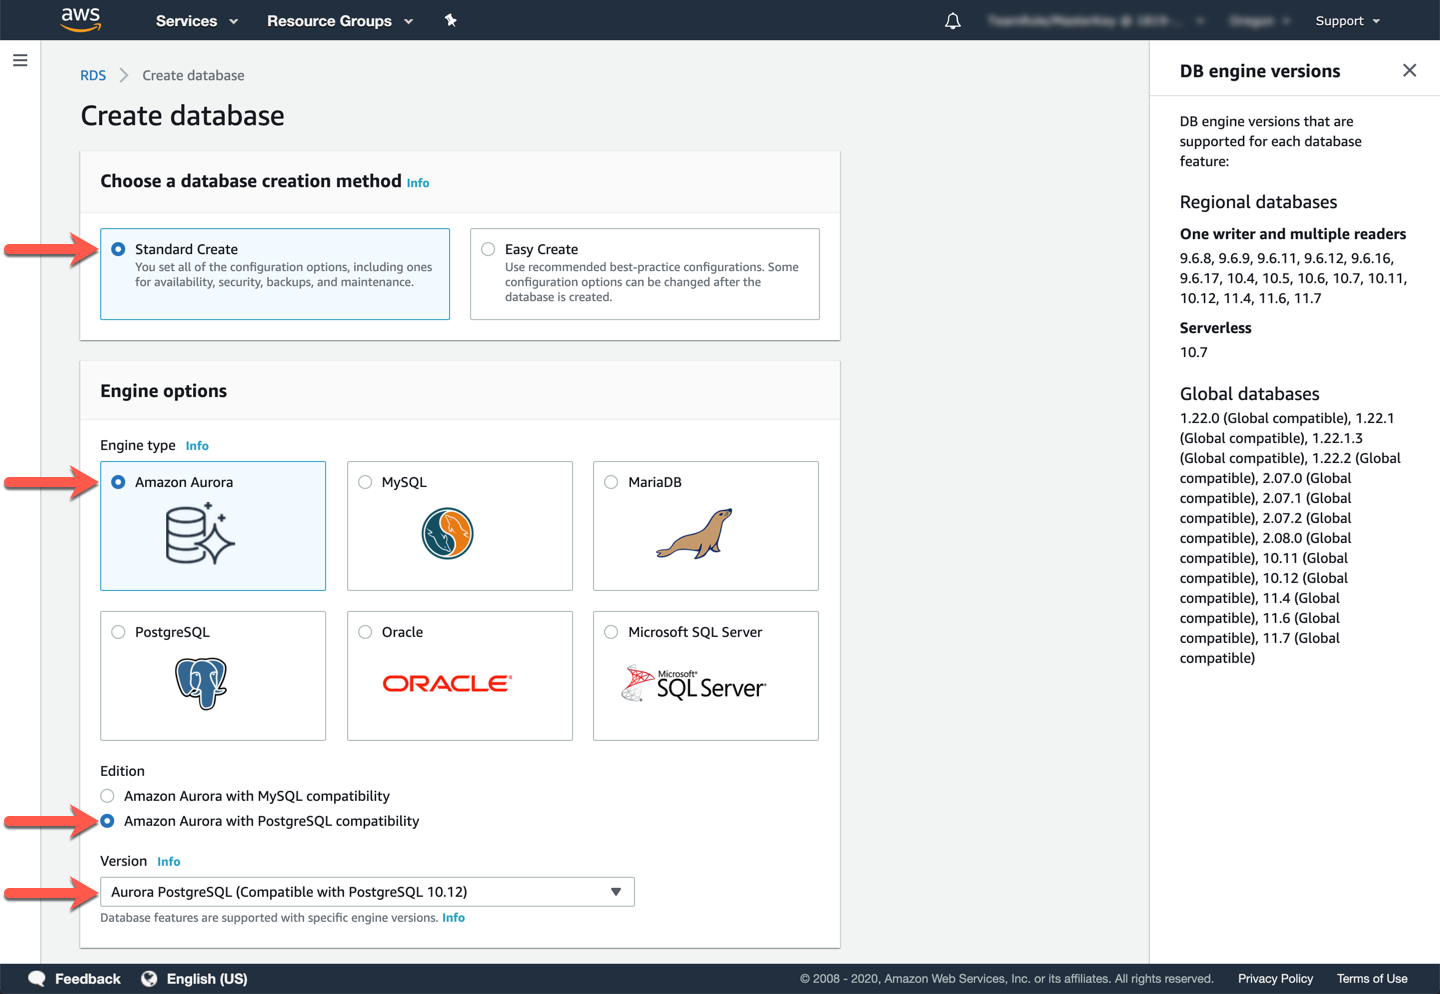 aws Services Resource Groups Support
RDS Create database
Create database
Choose a database creation method Info
Standard Create
You set all of the configuration options, including ones
for availability, security, backups, and maintenance.
Easy Create
Use recommended best-practice configurations. Some
configuration options can be changed after the
database is created.
Engine options
Engine type Info
Amazon Aurora
MySQL
MariaDB
PostgreSQL
Oracle
ORACLE®
Microsoft SQL Server
Microsoft®
SQL Server®
Edition
Amazon Aurora with MySQL compatibility
Amazon Aurora with PostgreSQL compatibility
Version Info
Aurora PostgreSQL (Compatible with PostgreSQL 10.12)
Database features are supported with specific engine versions. Info
DB engine versions
DB engine versions that are
supported for each database
feature:
Regional databases
One writer and multiple readers
9.6.8, 9.6.9, 9.6.11, 9.6.12, 9.6.16,
9.6.17, 10.4, 10.5, 10.6, 10.7, 10.11,
10.12, 11.4, 11.6, 11.7
Serverless
10.7
Global databases
1.22.0 (Global compatible), 1.22.1
(Global compatible), 1.22.1.3
(Global compatible), 1.22.2 (Global
compatible), 2.07.0 (Global
compatible), 2.07.1 (Global
compatible), 2.07.2 (Global
compatible), 2.08.0 (Global
compatible), 10.11 (Global
compatible), 10.12 (Global
compatible), 11.4 (Global
compatible), 11.6 (Global
compatible), 11.7 (Global
compatible)
Feedback English (US) © 2008 - 2020, Amazon Web Services, Inc. or its affiliates. All rights reserved. Privacy Policy Terms of Use